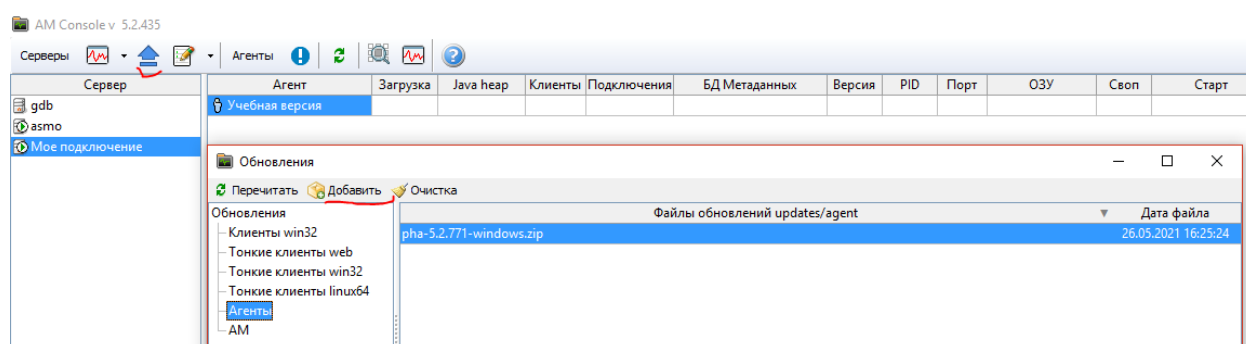 AM Console v 5.2.435
Серверы Агенты
Сервер Агент Загрузка Java heap Клиенты Подключения БД Метаданных Версия PID Порт ОЗУ Своп Старт
gdb Учебная версия
asmo
Мое подключение
Обновления
Перечитать Добавить Очистка
Обновления Файлы обновлений updates/agent Дата файла
Клиенты win32 pha-5.2.771-windows.zip 26.05.2021 16:25:24
Тонкие клиенты web
Тонкие клиенты win32
Тонкие клиенты linux64
Агенты
AM